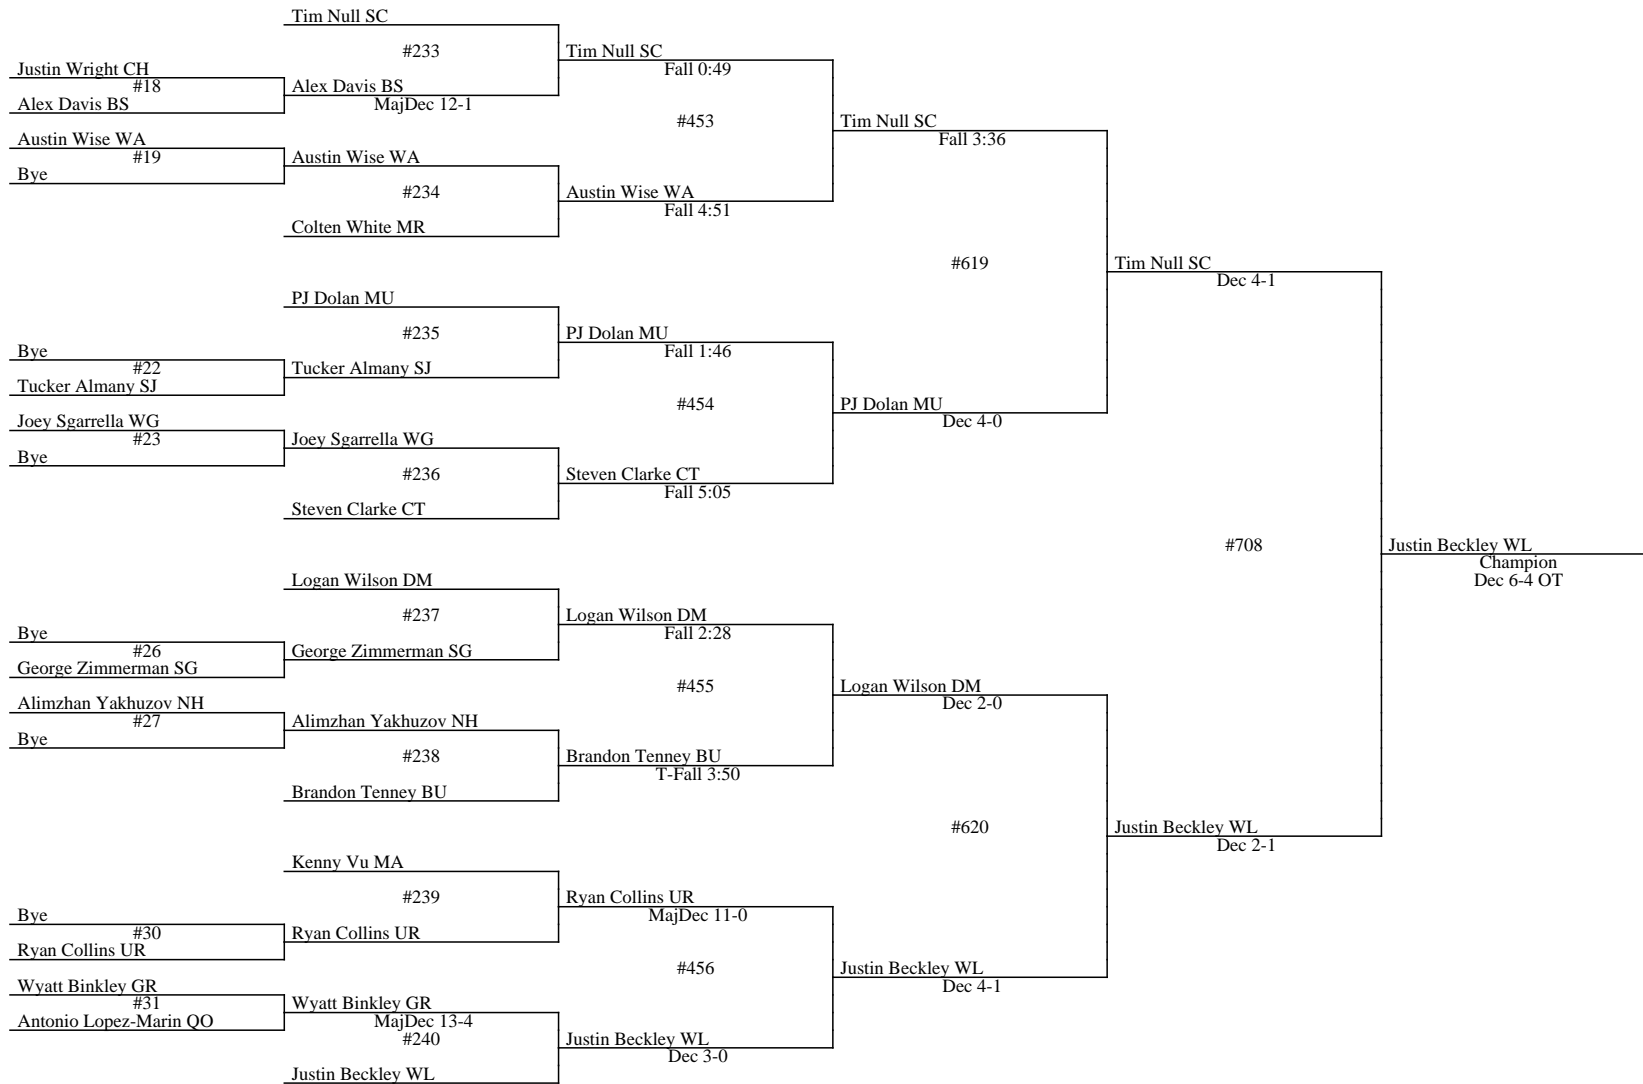 Tim Null SC
#233
Tim Null SC
Fall 0:49
Justin Wright CH
#18
Alex Davis BS
Alex Davis BS
MajDec 12-1
#453
Tim Null SC
Fall 3:36
Austin Wise WA
#19
Bye
Austin Wise WA
#234
Austin Wise WA
Fall 4:51
Colten White MR
#619
Tim Null SC
Dec 4-1
PJ Dolan MU
#235
PJ Dolan MU
Fall 1:46
Bye
#22
Tucker Almany SJ
Tucker Almany SJ
#454
PJ Dolan MU
Dec 4-0
Joey Sgarrella WG
#23
Bye
Joey Sgarrella WG
#236
Steven Clarke CT
Fall 5:05
Steven Clarke CT
#708
Justin Beckley WL
Champion
Dec 6-4 OT
Logan Wilson DM
#237
Logan Wilson DM
Fall 2:28
Bye
#26
George Zimmerman SG
George Zimmerman SG
#455
Logan Wilson DM
Dec 2-0
Alimzhan Yakhuzov NH
#27
Bye
Alimzhan Yakhuzov NH
#238
Brandon Tenney BU
T-Fall 3:50
Brandon Tenney BU
#620
Justin Beckley WL
Dec 2-1
Kenny Vu MA
#239
Ryan Collins UR
MajDec 11-0
Bye
#30
Ryan Collins UR
Ryan Collins UR
#456
Justin Beckley WL
Dec 4-1
Wyatt Binkley GR
#31
Antonio Lopez-Marin QO
Wyatt Binkley GR
MajDec 13-4
#240
Justin Beckley WL
Dec 3-0
Justin Beckley WL